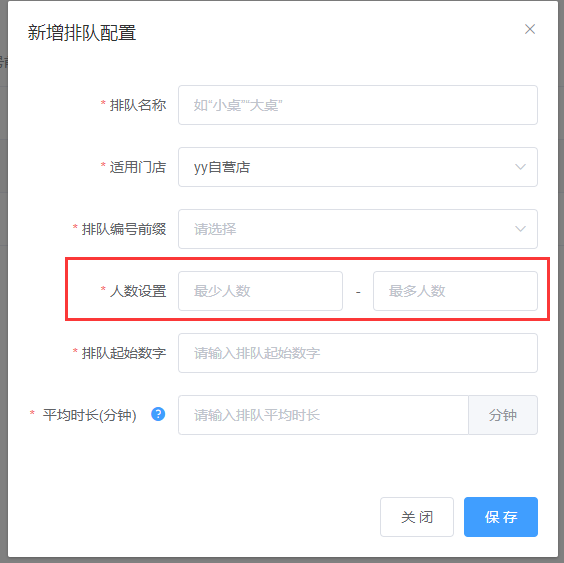 新增排队配置
* 排队名称 如“小桌”“大桌”
* 适用门店 yy自营店
* 排队编号前缀 请选择
* 人数设置 最少人数 - 最多人数
* 排队起始数字 请输入排队起始数字
* 平均时长(分钟) ? 请输入排队平均时长 分钟
关 闭 保 存